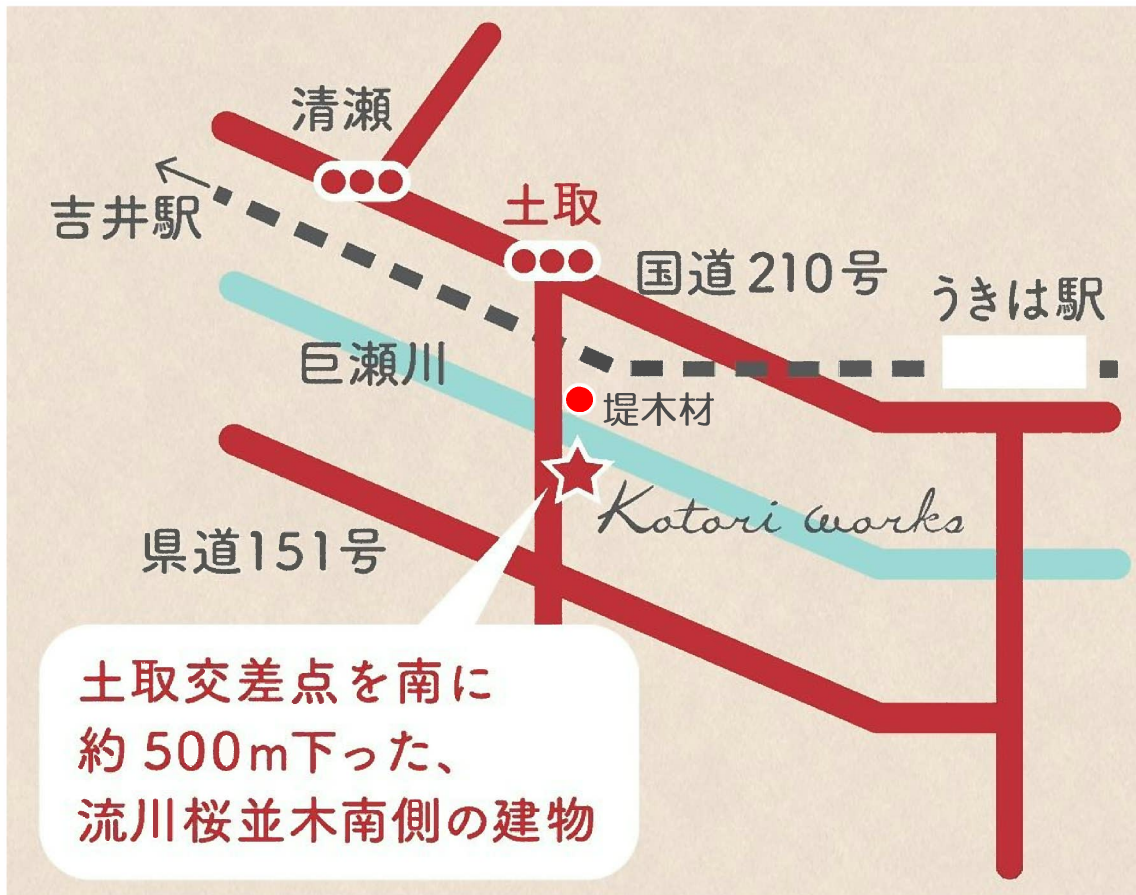 清瀬
吉井駅
土取
国道210号
うきは駅
巨瀬川
堤木材
Kotori works
県道151号
土取交差点を南に
約500m下った、
流川桜並木南側の建物